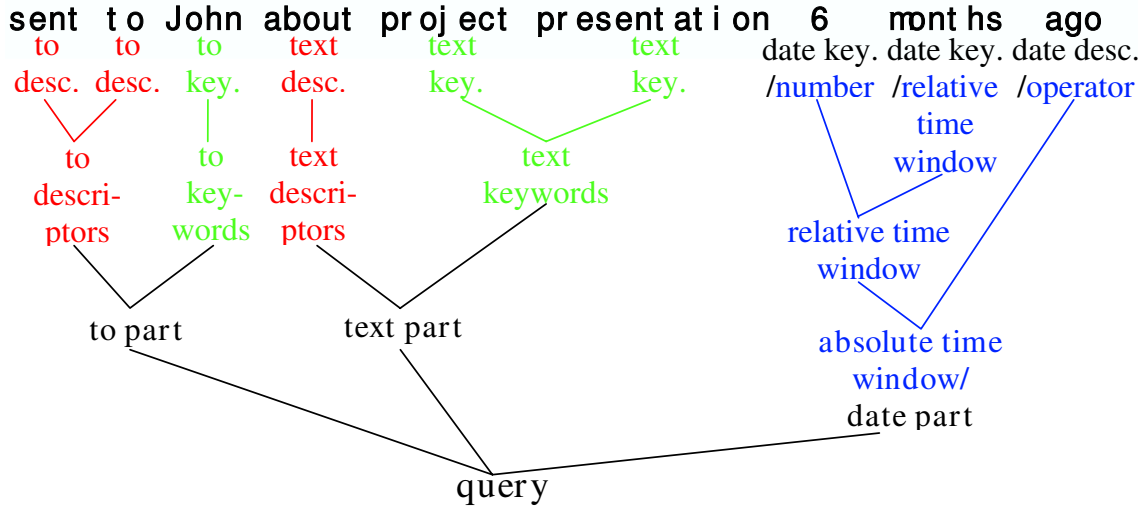 sent to John about project presentation 6 months ago
to to to text text text date key. date key. date desc.
desc. desc. key. desc. key. key. /number /relative /operator
time
window
to to text text
descri- key- descri- keywords
ptors words ptors
relative time
window
to part text part
absolute time
window/
date part
query